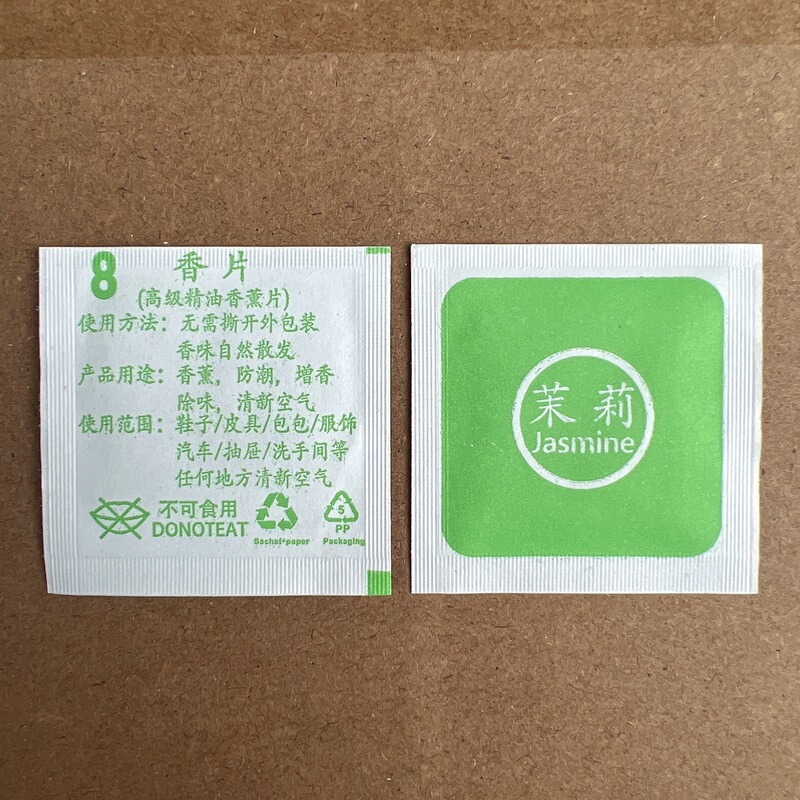 8
香片
(高级精油香薰片)
使用方法：无需撕开外包装
香味自然散发
产品用途：香薰，防潮，增香
除味，清新空气
使用范围：鞋子/皮具/包包/服饰
汽车/抽屉/洗手间等
任何地方清新空气
不可食用
DONOTEAT
Sachaf+paper
5
PP
Packaging
茉莉
Jasmine